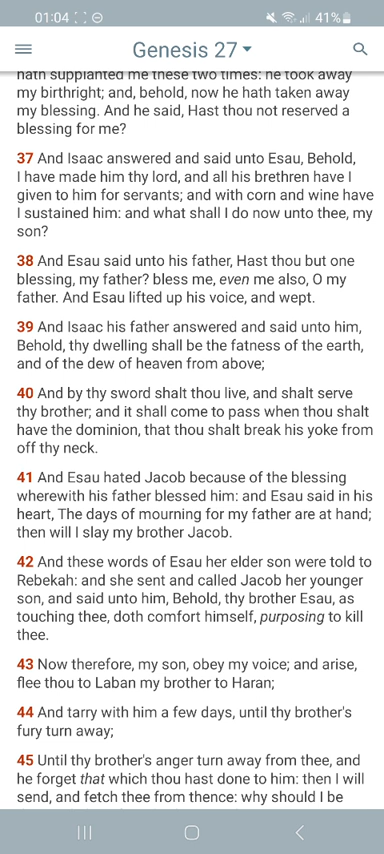 01:04
41%
Genesis 27
hath supplanted me these two times: he took away
my birthright; and, behold, now he hath taken away
my blessing. And he said, Hast thou not reserved a
blessing for me?
37 And Isaac answered and said unto Esau, Behold,
I have made him thy lord, and all his brethren have I
given to him for servants; and with corn and wine have
I sustained him: and what shall I do now unto thee, my
son?
38 And Esau said unto his father, Hast thou but one
blessing, my father? bless me, even me also, O my
father. And Esau lifted up his voice, and wept.
39 And Isaac his father answered and said unto him,
Behold, thy dwelling shall be the fatness of the earth,
and of the dew of heaven from above;
40 And by thy sword shalt thou live, and shalt serve
thy brother; and it shall come to pass when thou shalt
have the dominion, that thou shalt break his yoke from
off thy neck.
41 And Esau hated Jacob because of the blessing
wherewith his father blessed him: and Esau said in his
heart, The days of mourning for my father are at hand;
then will I slay my brother Jacob.
42 And these words of Esau her elder son were told to
Rebekah: and she sent and called Jacob her younger
son, and said unto him, Behold, thy brother Esau, as
touching thee, doth comfort himself, purposing to kill
thee.
43 Now therefore, my son, obey my voice; and arise,
flee thou to Laban my brother to Haran;
44 And tarry with him a few days, until thy brother's
fury turn away;
45 Until thy brother's anger turn away from thee, and
he forget that which thou hast done to him: then I will
send, and fetch thee from thence: why should I be